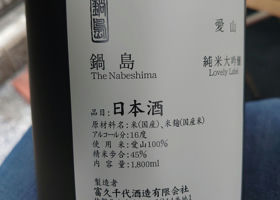 鍋島
愛山
鍋島
純米大吟醸
The Nabeshima
Lovely Label
品目：日本酒
原材料名：米(国産)、米麹(国産米)
アルコール分：16度
使用米：愛山100%
精米歩合：45%
内容量：1,800ml
製造者
富久千代酒造有限会社